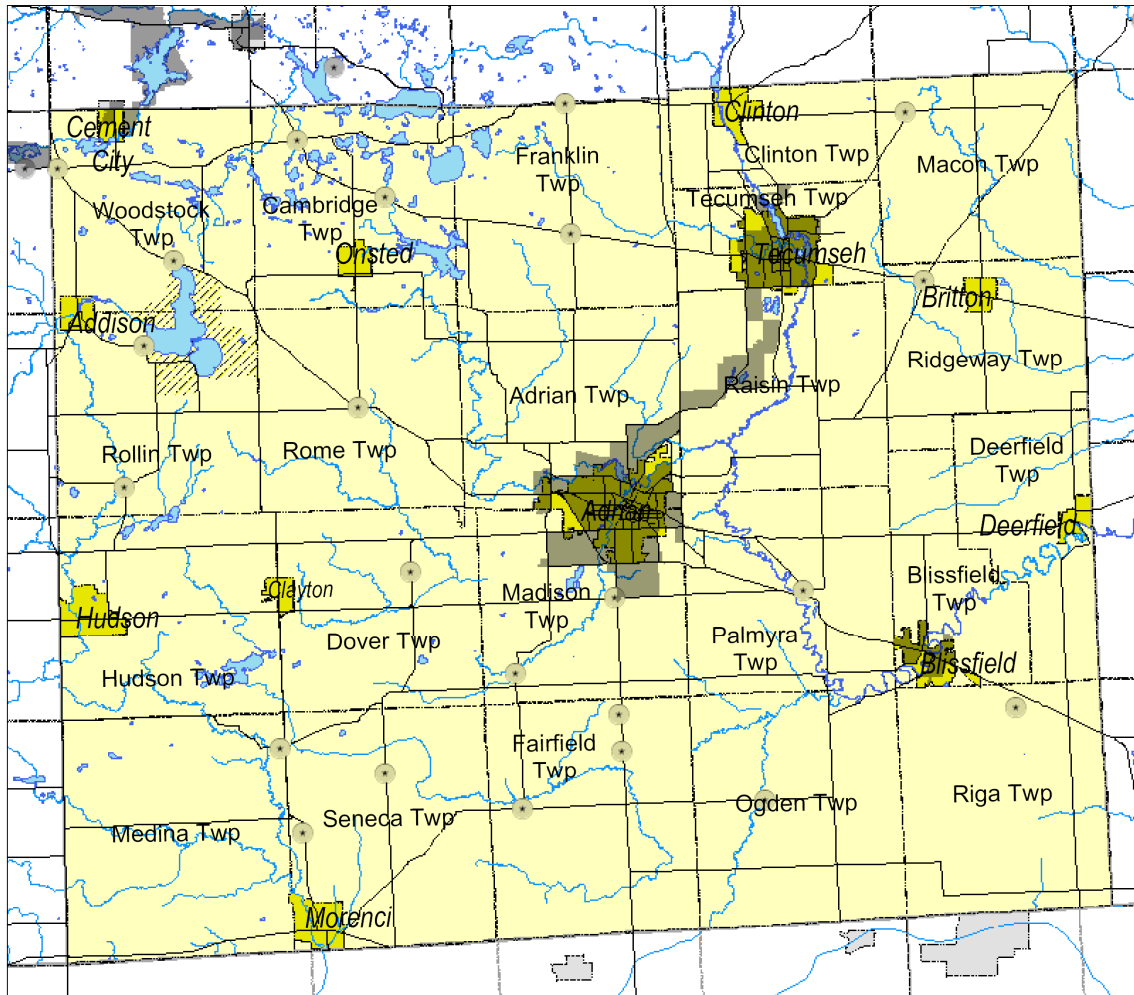 Cement
City
Clinton
Franklin
Twp
Clinton Twp
Macon Twp
Woodstock
Twp
Cambridge
Twp
Tecumseh Twp
Onsted
Tecumseh
Addison
Britton
Ridgeway Twp
Adrian Twp
Raisin Twp
Rollin Twp
Rome Twp
Deerfield
Twp
Adrian
Deerfield
Clayton
Hudson
Madison
Twp
Blissfield
Twp
Dover Twp
Palmyra
Twp
Hudson Twp
Blissfield
Fairfield
Twp
Medina Twp
Seneca Twp
Ogden Twp
Riga Twp
Morenci